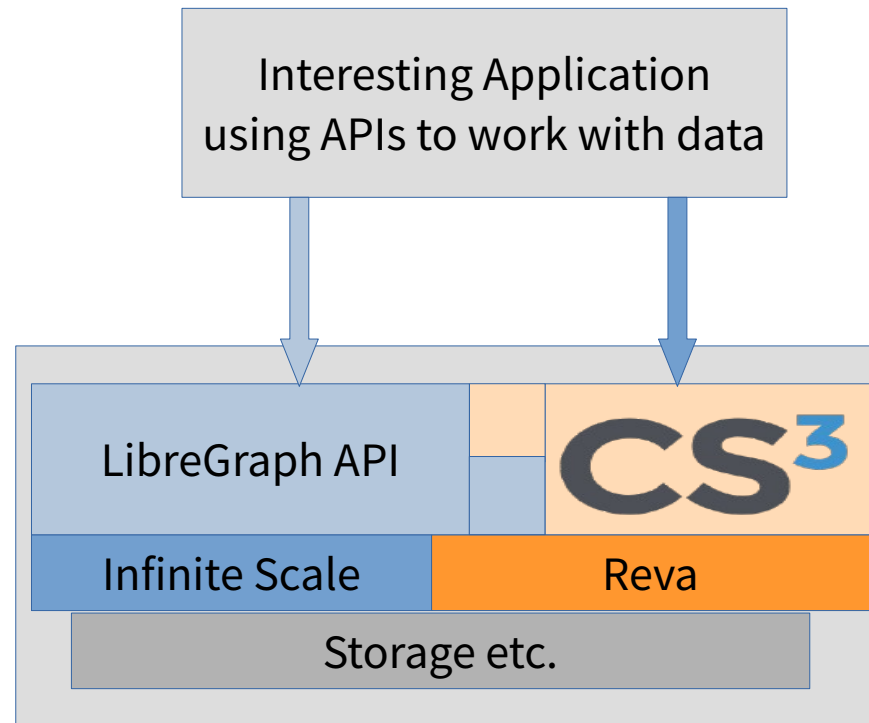 Interesting Application
using APIs to work with data
LibreGraph API
CS³
Infinite Scale
Reva
Storage etc.